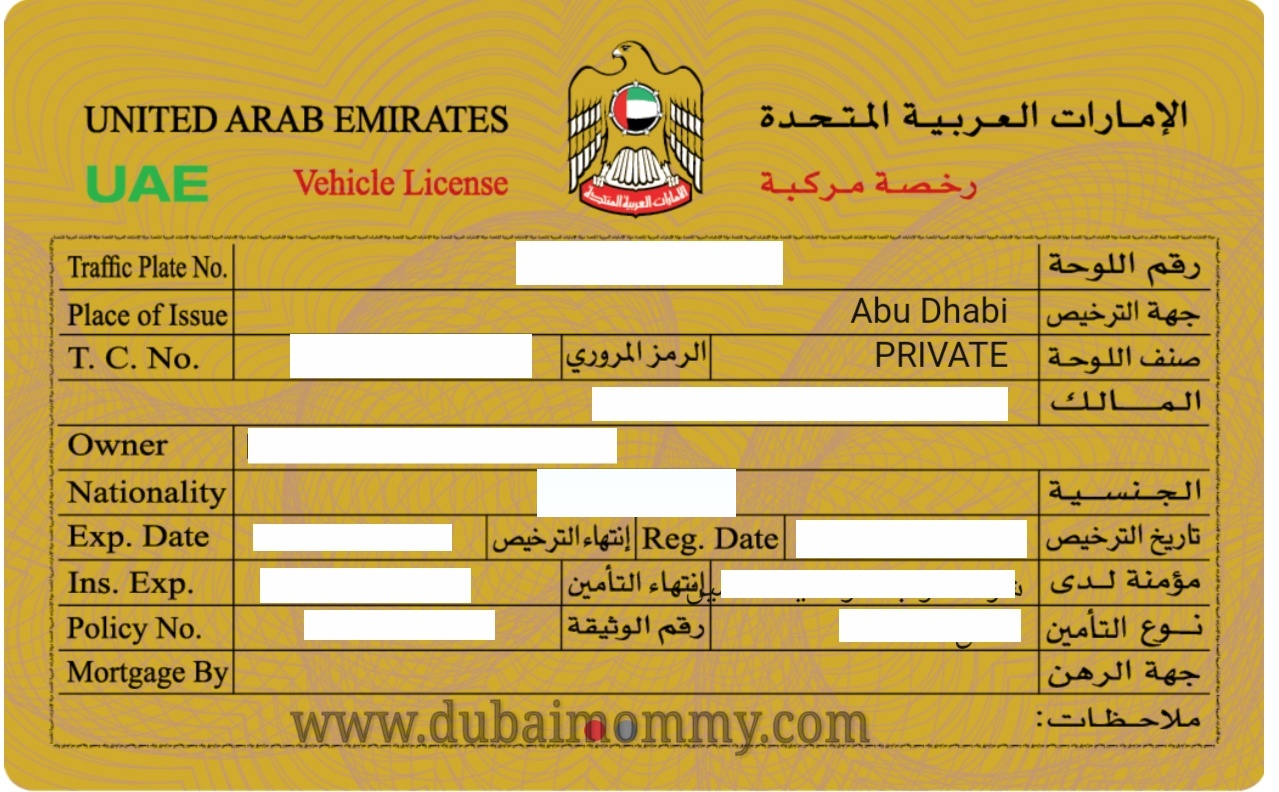 UNITED ARAB EMIRATES الإمارات العربية المتحدة
UAE Vehicle License رخصة مركبة
الإمارات العربية المتحدة
Traffic Plate No. رقم اللوحة
Place of Issue Abu Dhabi جهة الترخيص
T. C. No. الرمز المروري PRIVATE صنف اللوحة
المالك
Owner
Nationality الجنسية
Exp. Date إنتهاء الترخيص Reg. Date تاريخ الترخيص
Ins. Exp. إنتهاء التأمين مؤمنة لدى
Policy No. رقم الوثيقة نوع التأمين
Mortgage By جهة الرهن
www.dubaimommy.com ملاحظات: